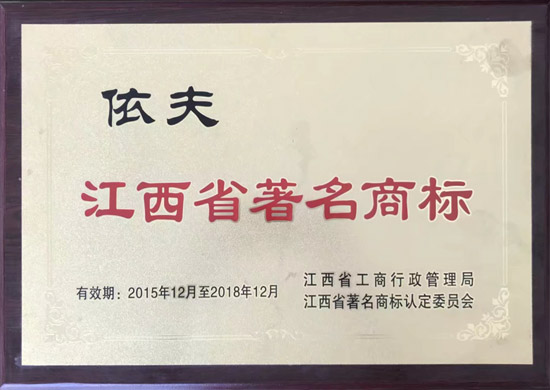 依夫
江西省著名商标
有效期：2015年12月至2018年12月
江西省工商行政管理局
江西省著名商标认定委员会